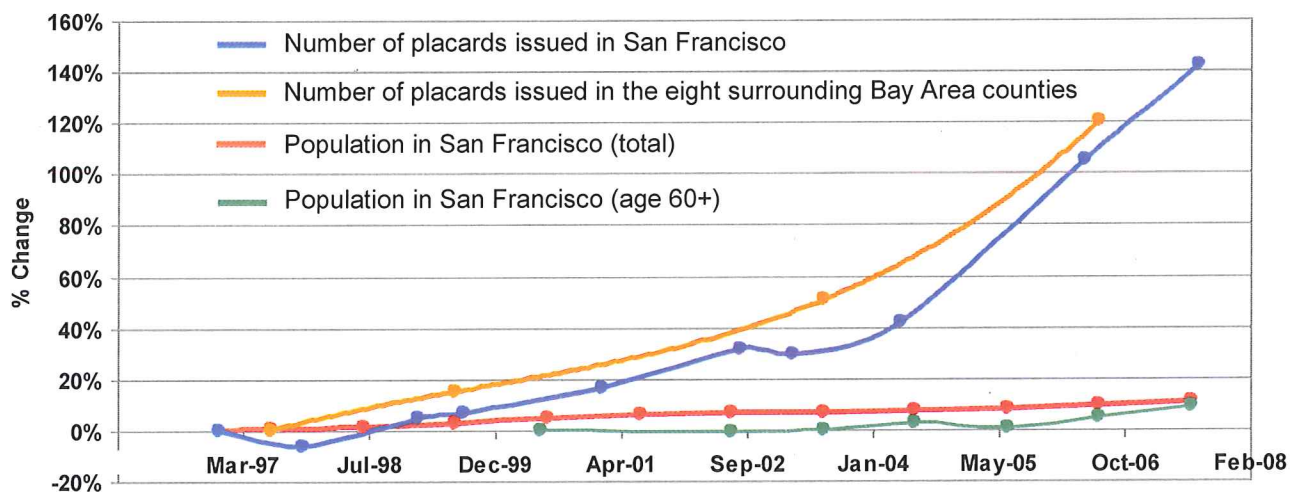 160%
140%
120%
100%
80%
60%
40%
20%
0%
-20%
% Change
Number of placards issued in San Francisco
Number of placards issued in the eight surrounding Bay Area counties
Population in San Francisco (total)
Population in San Francisco (age 60+)
Mar-97 Jul-98 Dec-99 Apr-01 Sep-02 Jan-04 May-05 Oct-06 Feb-08